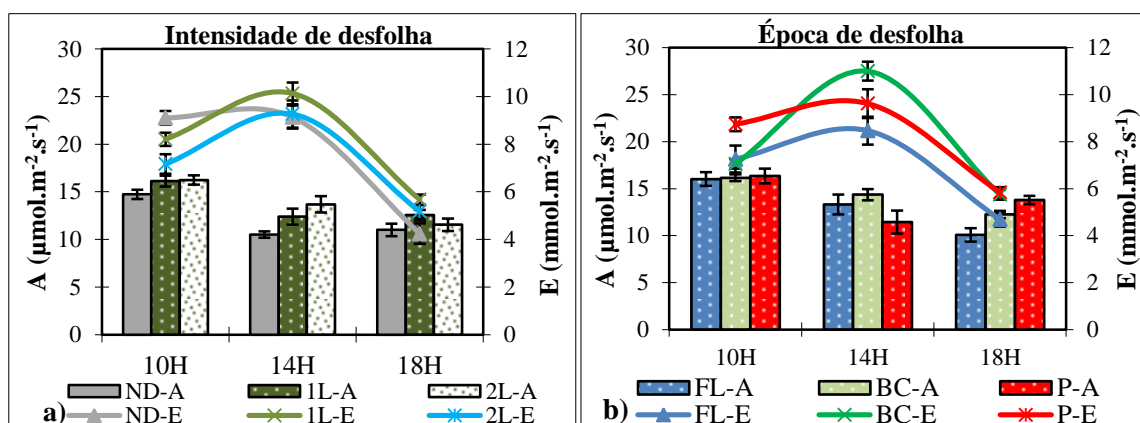 Intensidade de desfolha
A (µmol.m-2.s-1)
30
25
20
15
10
5
0
12
10
8
6
4
2
0
E (mmol.m-2.s-1)
10H 14H 18H
ND-A 1L-A 2L-A
ND-E 1L-E 2L-E
a)
Época de desfolha
A (µmol.m-2.s-1)
30
25
20
15
10
5
0
12
10
8
6
4
2
0
E (mmol.m-2.s-1)
10H 14H 18H
FL-A BC-A P-A
FL-E BC-E P-E
b)